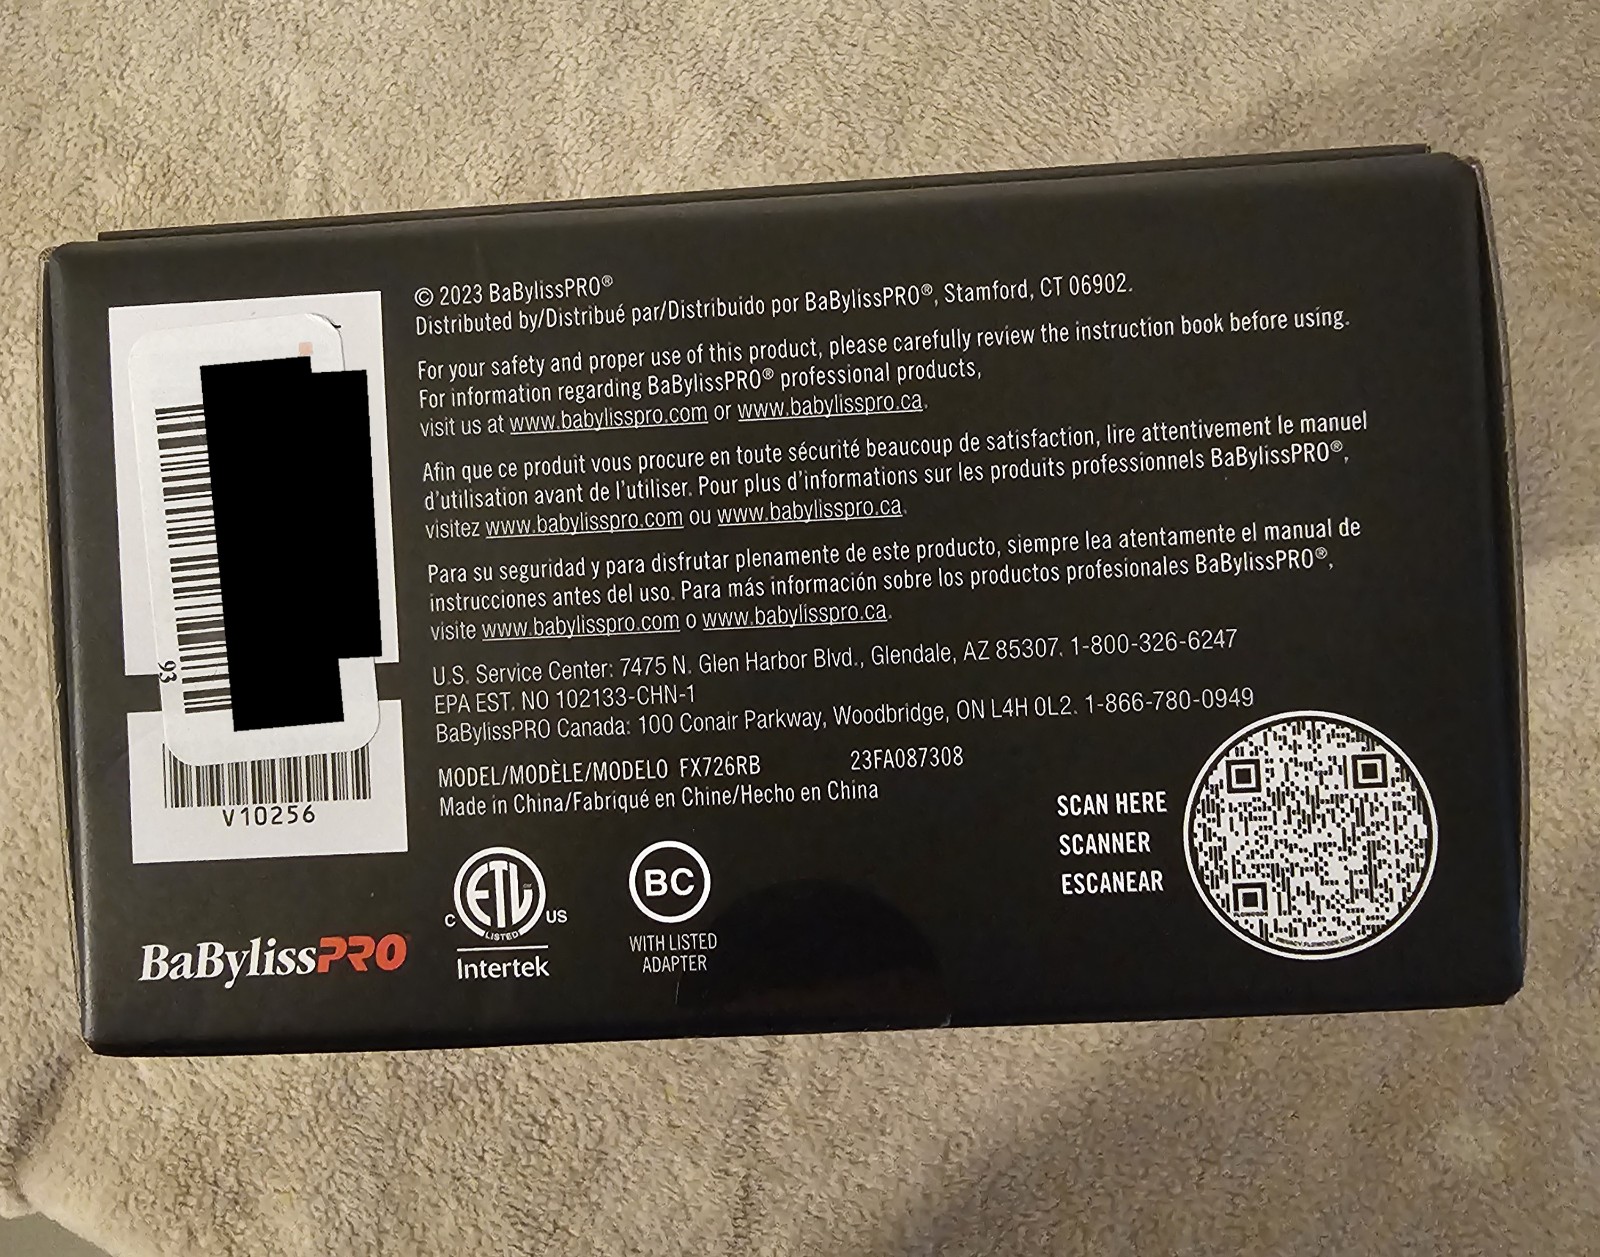 © 2023 BaBylissPRO®
Distributed by/Distribué par/Distribuido por BaBylissPRO®, Stamford, CT 06902.
For your safety and proper use of this product, please carefully review the instruction book before using.
For information regarding BaBylissPRO® professional products,
visit us at www.babylisspro.com or www.babylisspro.ca.
Afin que ce produit vous procure en toute sécurité beaucoup de satisfaction, lire attentivement le manuel
d'utilisation avant de l'utiliser. Pour plus d'informations sur les produits professionnels BaBylissPRO®,
visitez www.babylisspro.com ou www.babylisspro.ca.
Para su seguridad y para disfrutar plenamente de este producto, siempre lea atentamente el manual de
instrucciones antes del uso. Para más información sobre los productos profesionales BaBylissPRO®,
visite www.babylisspro.com o www.babylisspro.ca.
U.S. Service Center: 7475 N. Glen Harbor Blvd., Glendale, AZ 85307. 1-800-326-6247
EPA EST. NO 102133-CHN-1
BaBylissPRO Canada: 100 Conair Parkway, Woodbridge, ON L4H 0L2. 1-866-780-0949
MODEL/MODÈLE/MODELO FX726RB 23FA087308
Made in China/Fabriqué en Chine/Hecho en China
93
V10256
SCAN HERE
SCANNER
ESCANEAR
BaBylissPRO
C ETL US
LISTED
Intertek
BC
WITH LISTED
ADAPTER
PRIVACY.FLOWCODE.COM